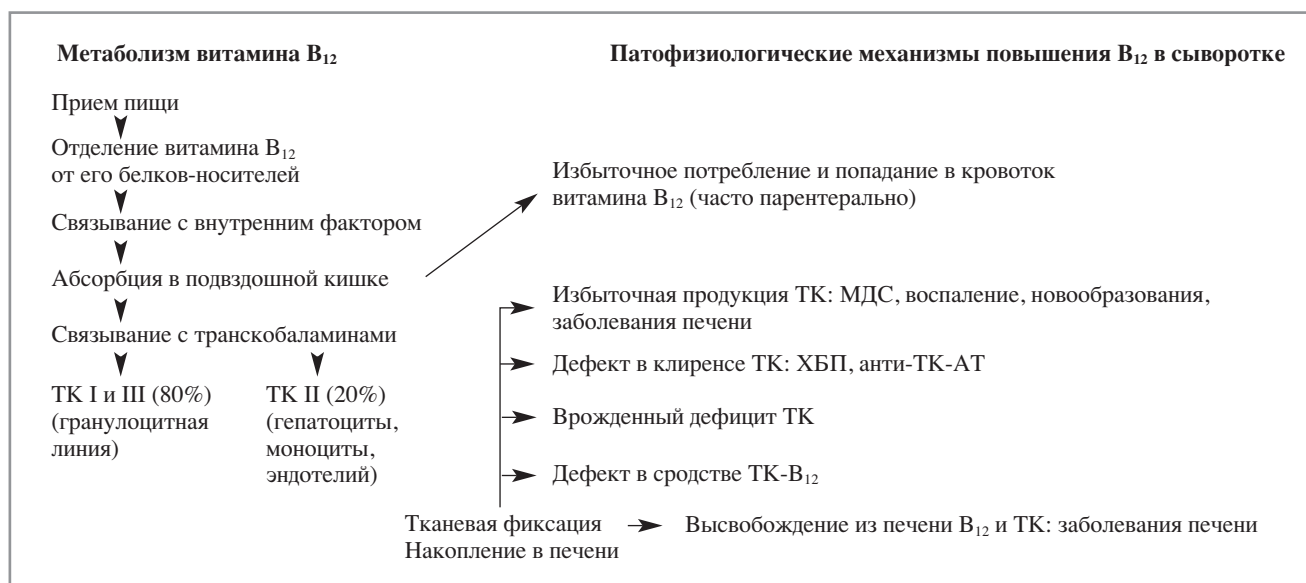 Метаболизм витамина B₁₂
Прием пищи
Отделение витамина B₁₂
от его белков-носителей
Связывание с внутренним фактором
Абсорбция в подвздошной кишке
Связывание с транскобаламинами
ТК I и III (80%)
(гранулоцитная
линия)
ТК II (20%)
(гепатоциты,
моноциты,
эндотелий)
Тканевая фиксация
Накопление в печени
Патофизиологические механизмы повышения B₁₂ в сыворотке
Избыточное потребление и попадание в кровоток
витамина B₁₂ (часто парентерально)
Избыточная продукция ТК: МДС, воспаление, новообразования,
заболевания печени
Дефект в клиренсе ТК: ХБП, анти-ТК-АТ
Врожденный дефицит ТК
Дефект в сродстве ТК-B₁₂
Высвобождение из печени B₁₂ и ТК: заболевания печени